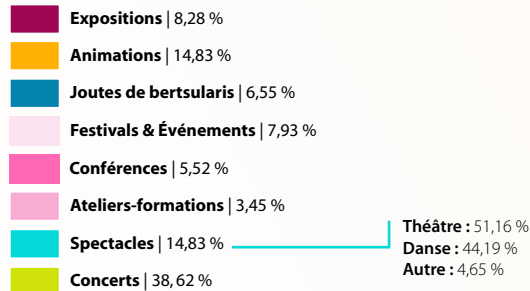 Expositions | 8,28 %
Animations | 14,83 %
Joutes de bertsularis | 6,55 %
Festivals & Événements | 7,93 %
Conférences | 5,52 %
Ateliers-formations | 3,45 %
Spectacles | 14,83 %
Concerts | 38,62 %
Théâtre : 51,16 %
Danse : 44,19 %
Autre : 4,65 %